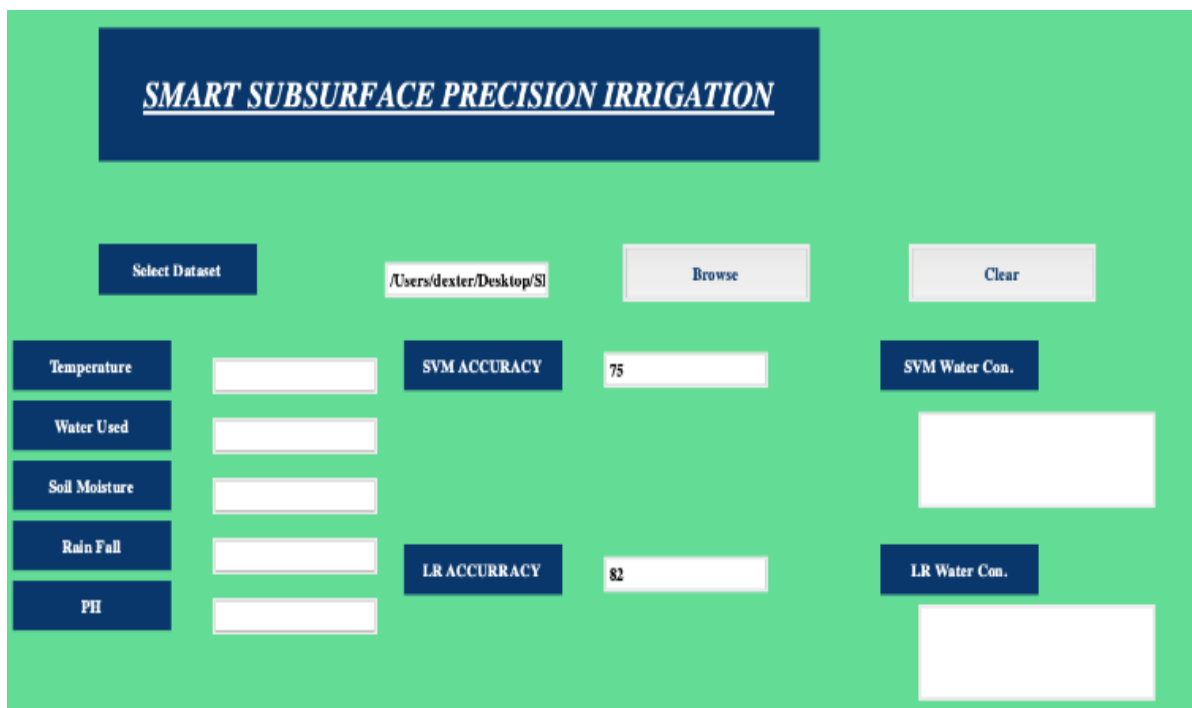 SMART SUBSURFACE PRECISION IRRIGATION
Select Dataset
/Users/dexter/Desktop/SI
Browse
Clear
Temperature
SVM ACCURACY
75
SVM Water Con.
Water Used
Soil Moisture
Rain Fall
LR ACCURRACY
82
LR Water Con.
PH